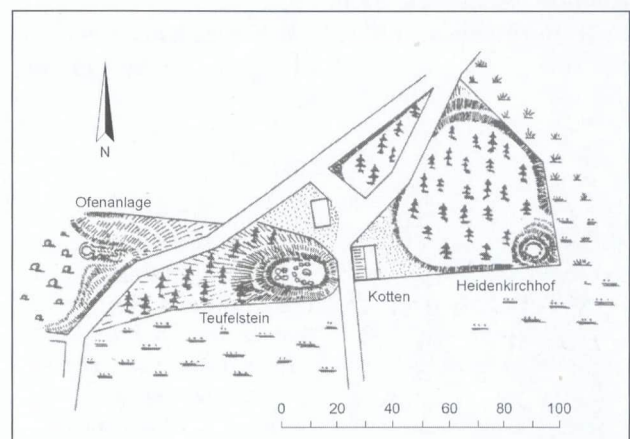 N
Ofenanlage
Teufelstein
Kotten
Heidenkirchhof
0 20 40 60 80 100